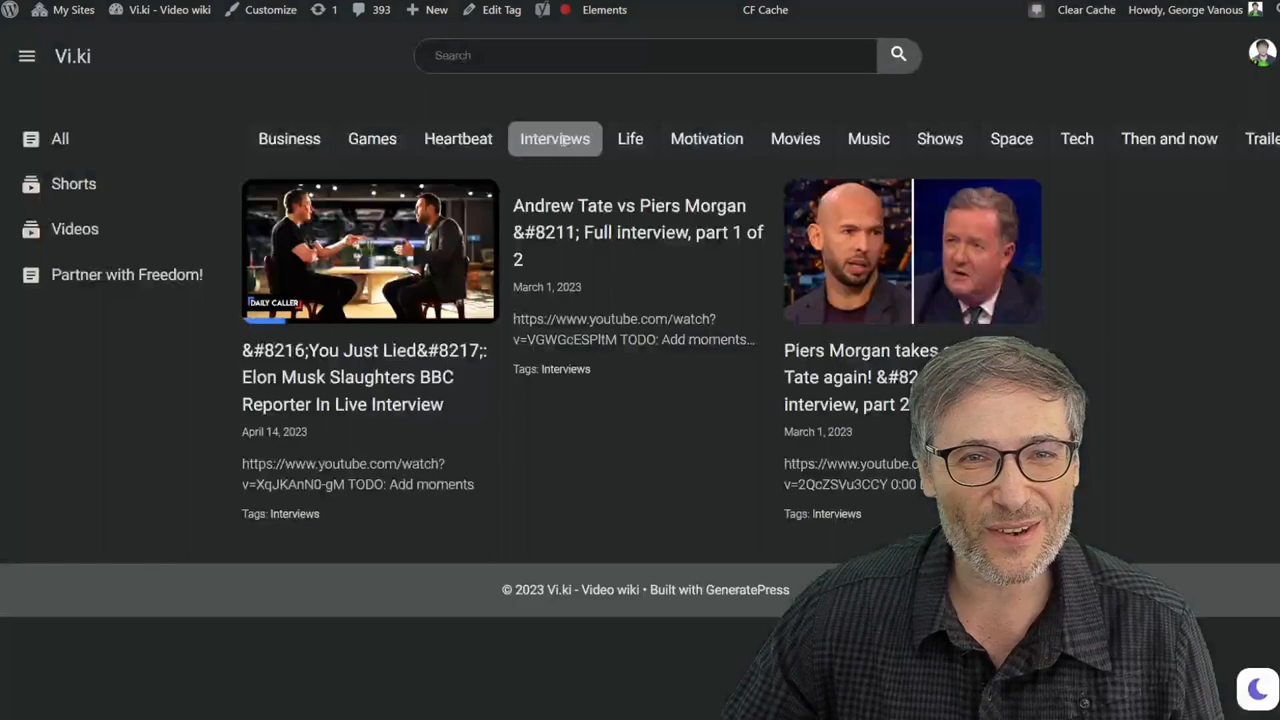 My Sites
Vi.ki - Video wiki
Customize
1
393
New
Edit Tag
Elements
CF Cache
Clear Cache
Howdy, George Vanous
Vi.ki
Search
All
Shorts
Videos
Partner with Freedom!
Business
Games
Heartbeat
Interviews
Life
Motivation
Movies
Music
Shows
Space
Tech
Then and now
DAILY CALLER
&#8216;You Just Lied&#8217;:
Elon Musk Slaughters BBC
Reporter In Live Interview
April 14, 2023
https://www.youtube.com/watch?
v=XqJKAnN0-gM TODO: Add moments
Tags: Interviews
Andrew Tate vs Piers Morgan
&#8211; Full interview, part 1 of
2
March 1, 2023
https://www.youtube.com/watch?
v=VGWGcESPltM TODO: Add moments…
Tags: Interviews
Piers Morgan takes
Tate again!
interview, part 2
March 1, 2023
https://www.youtube.c
v=2QcZSVu3CCY 0:00
Tags: Interviews
© 2023 Vi.ki - Video wiki • Built with GeneratePress